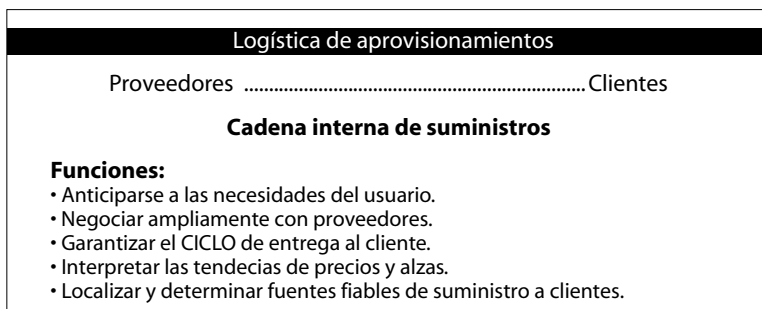 Logística de aprovisionamientos
Proveedores ....................................................................Clientes
Cadena interna de suministros
Funciones:
• Anticiparse a las necesidades del usuario.
• Negociar ampliamente con proveedores.
• Garantizar el CICLO de entrega al cliente.
• Interpretar las tendecias de precios y alzas.
• Localizar y determinar fuentes fiables de suministro a clientes.